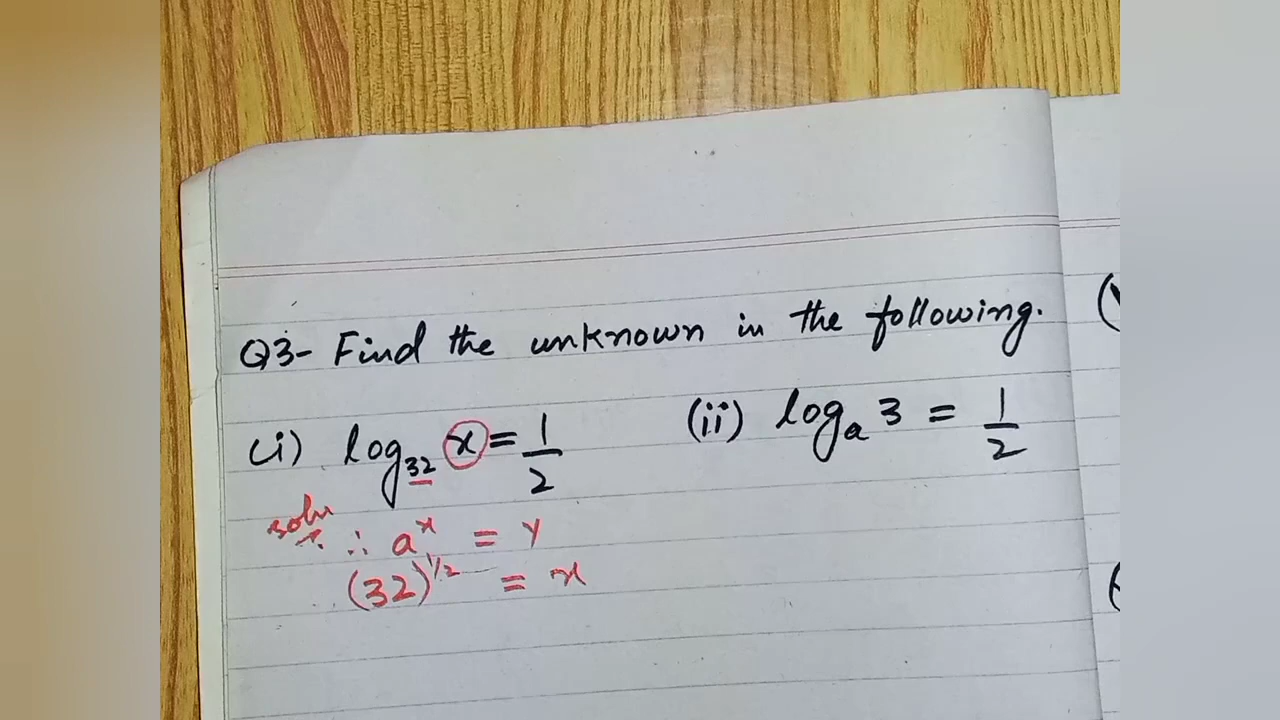 Q3- Find the unknown in the following.
(i) log₃₂ x = 1/2 (ii) logₐ 3 = 1/2
soln ∴ aˣ = y
(32)^1/2 = x